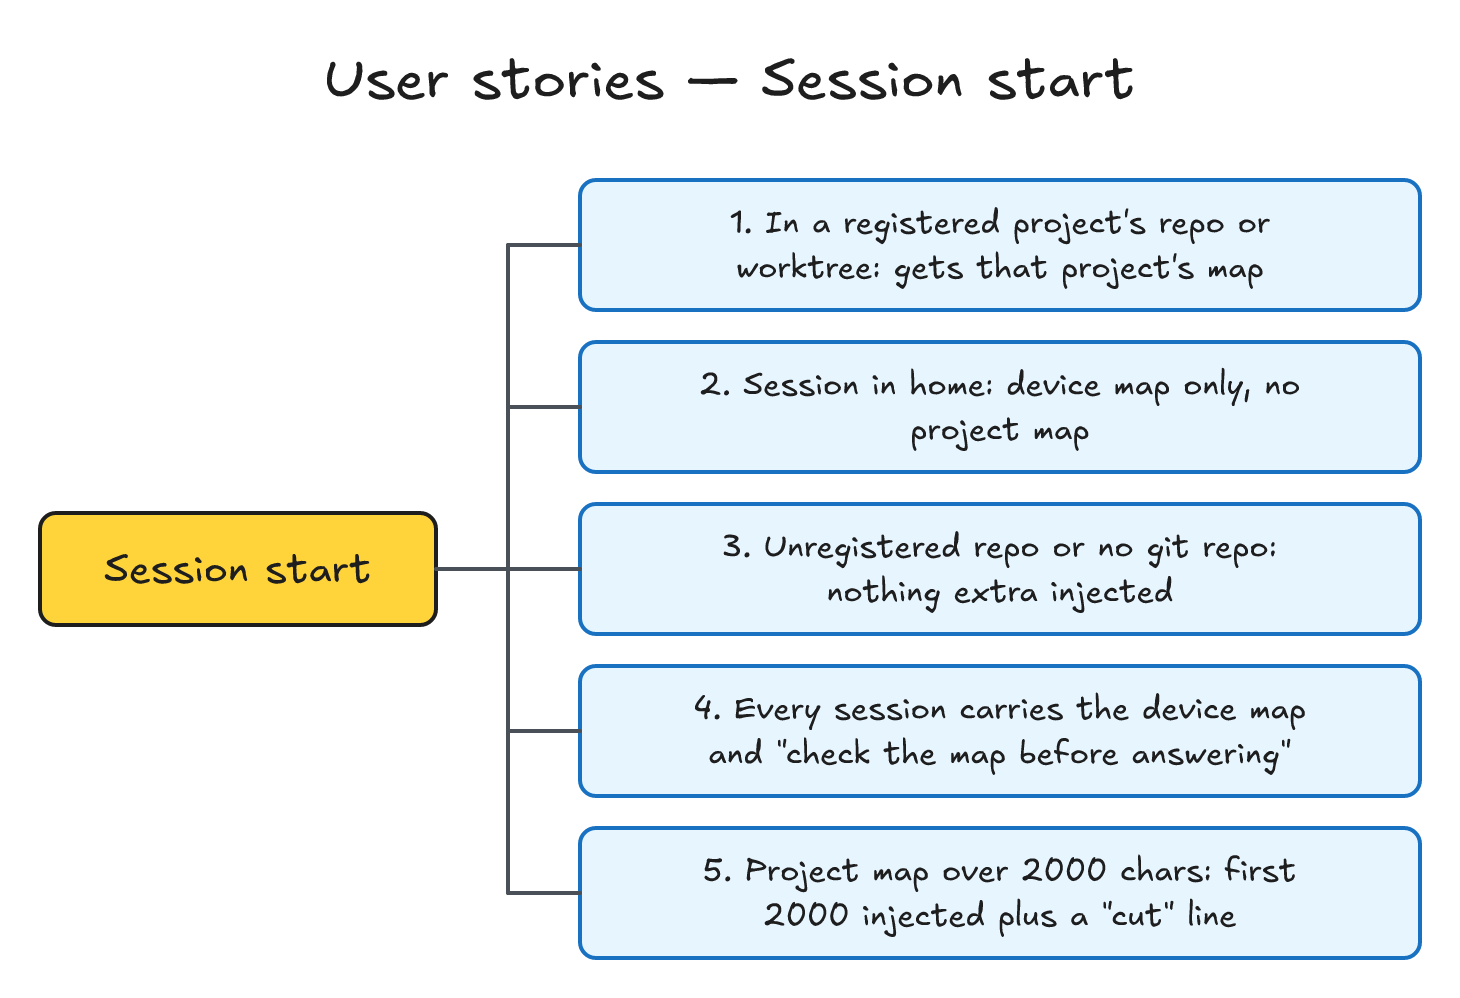 User stories — Session start
1. In a registered project's repo or
worktree: gets that project's map
2. Session in home: device map only, no
project map
3. Unregistered repo or no git repo:
nothing extra injected
Session start
4. Every session carries the device map
and "check the map before answering"
5. Project map over 2000 chars: first
2000 injected plus a "cut" line